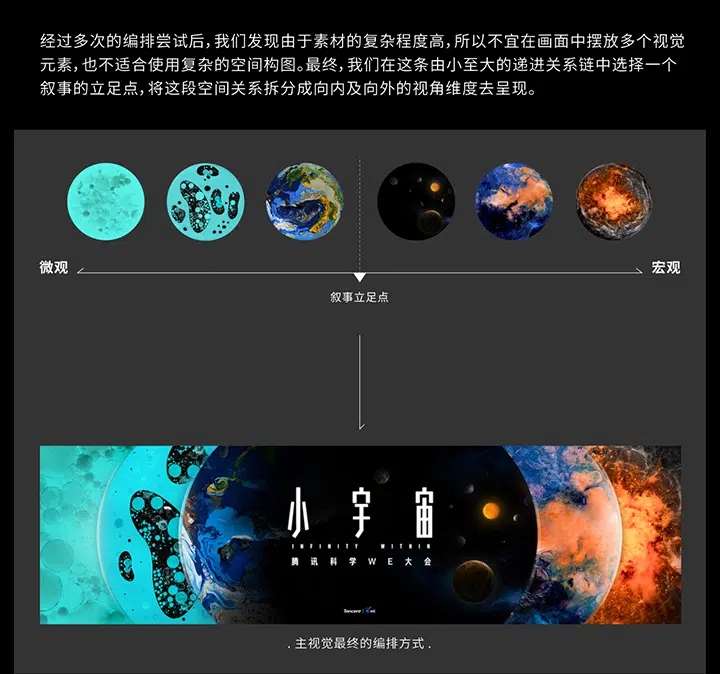 经过多次的编排尝试后，我们发现由于素材的复杂程度高，所以不宜在画面中摆放多个视觉
元素，也不适合使用复杂的空间构图。最终，我们在这条由小至大的递进关系链中选择一个
叙事的立足点，将这段空间关系拆分成向内及向外的视角维度去呈现。
微观
宏观
叙事立足点
小宇宙
INFINITY WITHIN
腾讯科学WE大会
Tencent
. 主视觉最终的编排方式 .